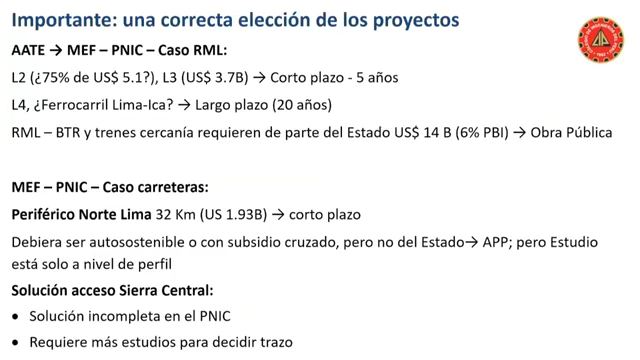 Importante: una correcta elección de los proyectos
AATE → MEF – PNIC – Caso RML:
L2 (¿75% de US$ 5.1?), L3 (US$ 3.7B) → Corto plazo - 5 años
L4, ¿Ferrocarril Lima-Ica? → Largo plazo (20 años)
RML – BTR y trenes cercanía requieren de parte del Estado US$ 14 B (6% PBI) → Obra Pública
MEF – PNIC – Caso carreteras:
Periférico Norte Lima 32 Km (US 1.93B) → corto plazo
Debiera ser autosostenible o con subsidio cruzado, pero no del Estado→ APP; pero Estudio
está solo a nivel de perfil
Solución acceso Sierra Central:
• Solución incompleta en el PNIC
• Requiere más estudios para decidir trazo